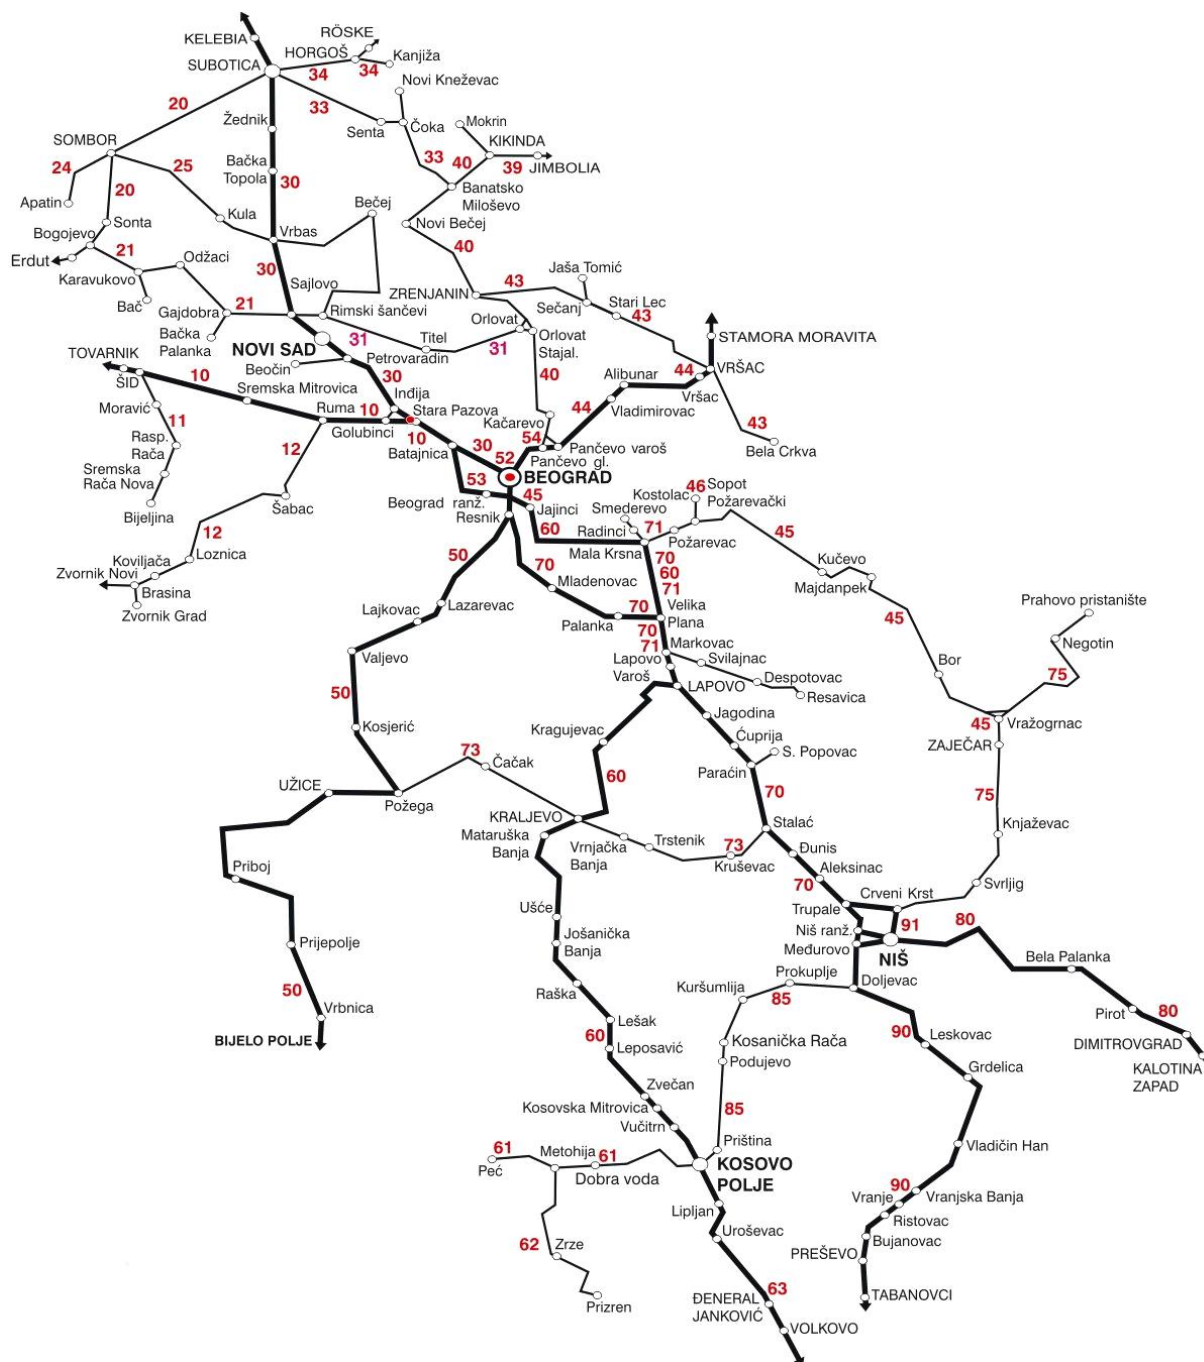 RÖSKE
KELEBIA
HORGOŠ
Kanjiža
SUBOTICA
34
34
Novi Kneževac
20
33
Žednik
Senta
Čoka
Mokrin
KIKINDA
SOMBOR
24
25
Bačka
Topola
30
33
40
39
JIMBOLIA
20
Banatsko
Miloševo
Apatin
Kula
Bečej
Sonta
Novi Bečej
Bogojevo
Vrbas
Erdut
21
Odžaci
30
40
Karavukovo
Sajlovo
43
Jaša Tomić
ZRENJANIN
Sečanj
Stari Lec
Bač
Gajdobra
21
Rimski šančevi
43
Bačka
Palanka
31
Titel
Orlovat
Orlovat
Stajal.
STAMORA MORAVITA
NOVI SAD
31
TOVARNIK
Petrovaradin
Beočin
VRŠAC
ŠID
10
30
40
Alibunar
44
Vršac
Sremska Mitrovica
Inđija
Vladimirovac
Moravić
11
Ruma
10
Stara Pazova
44
Kačarevo
43
Golubinci
10
Rasp.
Rača
12
Batajnica
30
54
Pančevo varoš
Bela Crkva
52
Pančevo gl.
Sremska
Rača Nova
53
BEOGRAD
46
Sopot
Požarevački
Beograd ranž.
45
Kostolac
Bijeljina
Šabac
Resnik
Jajinci
Smederevo
12
60
Radinci
71
Požarevac
45
Mala Krsna
Koviljača
Loznica
50
70
70
Kučevo
Zvornik Novi
60
Majdanpek
Brasina
Mladenovac
71
Zvornik Grad
Lajkovac
Lazarevac
70
Velika
Plana
Prahovo pristanište
Palanka
70
45
Negotin
71
Markovac
Valjevo
Svilajnac
Lapovo
Varoš
Bor
75
50
LAPOVO
Despotovac
Resavica
Kosjerić
Jagodina
45
Vražogrnac
Kragujevac
Ćuprija
ZAJEČAR
73
Čačak
S. Popovac
60
Paraćin
UŽICE
70
75
Požega
KRALJEVO
Stalać
Mataruška
Banja
Vrnjačka
Banja
Trstenik
73
Knjaževac
Đunis
Kruševac
Aleksinac
Priboj
70
Crveni Krst
Svrljig
Ušće
Trupale
Niš ranž.
91
80
Jošanička
Banja
Međurovo
Prijepolje
NIŠ
Bela Palanka
Prokuplje
Doljevac
Raška
Kuršumlija
85
50
Vrbnica
Pirot
80
Lešak
90
Leskovac
BIJELO POLJE
60
Leposavić
Kosanička Rača
DIMITROVGRAD
Podujevo
Grdelica
KALOTINA
ZAPAD
Zvečan
Kosovska Mitrovica
85
Vučitrn
61
Metohija
61
Priština
Vladičin Han
Peć
Dobra voda
KOSOVO
POLJE
90
Vranje
Vranjska Banja
Lipljan
Ristovac
Uroševac
Bujanovac
62
Zrze
PREŠEVO
63
Prizren
ĐENERAL
JANKOVIĆ
TABANOVCI
VOLKOVO